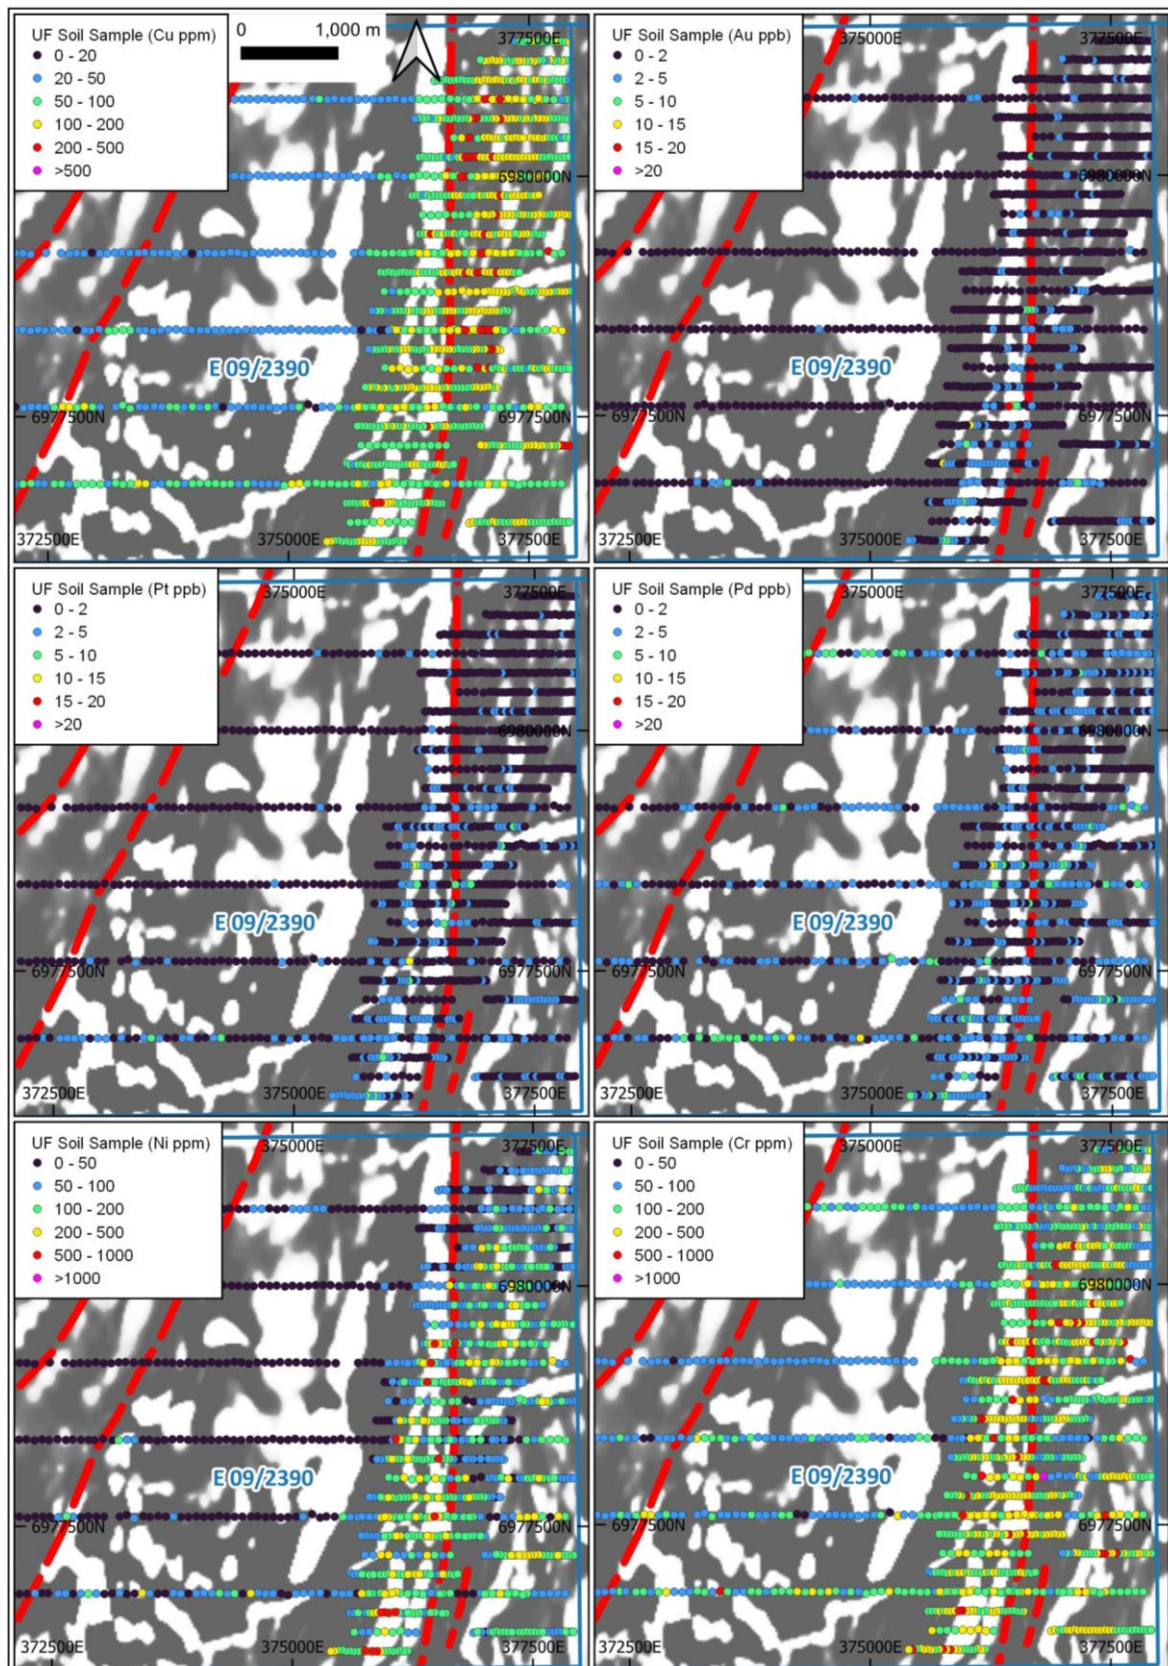 UF Soil Sample (Cu ppm)
0 - 20
20 - 50
50 - 100
100 - 200
200 - 500
>500
0 1,000 m
377500E
6980000N
E 09/2390
6977500N
6977500N
372500E
375000E
377500E
UF Soil Sample (Au ppb)
0 - 2
2 - 5
5 - 10
10 - 15
15 - 20
>20
375000E
377500E
6980000N
E 09/2390
6977500N
6977500N
372500E
375000E
377500E
UF Soil Sample (Pt ppb)
0 - 2
2 - 5
5 - 10
10 - 15
15 - 20
>20
375000E
377500E
6980000N
E 09/2390
6977500N
6977500N
372500E
375000E
377500E
UF Soil Sample (Pd ppb)
0 - 2
2 - 5
5 - 10
10 - 15
15 - 20
>20
375000E
377500E
6980000N
E 09/2390
6977500N
6977500N
372500E
375000E
377500E
UF Soil Sample (Ni ppm)
0 - 50
50 - 100
100 - 200
200 - 500
500 - 1000
>1000
375000E
377500E
6980000N
E 09/2390
6977500N
6977500N
372500E
375000E
377500E
UF Soil Sample (Cr ppm)
0 - 50
50 - 100
100 - 200
200 - 500
500 - 1000
>1000
375000E
377500E
6980000N
E 09/2390
6977500N
6977500N
372500E
375000E
377500E